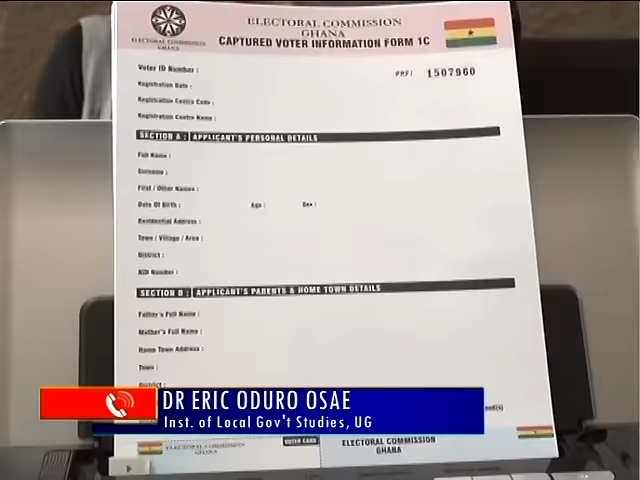 ELECTORAL COMMISSION
GHANA
ELECTORAL COMMISSION
GHANA
CAPTURED VOTER INFORMATION FORM 1C
Voter ID Number :
PRF: 1507960
Registration Date :
Registration Centre Code :
Registration Centre Name :
SECTION A : APPLICANT'S PERSONAL DETAILS
Full Name :
Surname :
First / Other Names :
Date Of Birth : Age : Sex :
Residential Address :
Town / Village / Area :
District :
NID Number :
SECTION B : APPLICANT'S PARENTS & HOME TOWN DETAILS
Father's Full Name :
Mother's Full Name :
Home Town Address :
Town :
District :
DR ERIC ODURO OSAE
Inst. of Local Gov't Studies, UG
ELECTORAL COMMISSION
GHANA
VOTER CARD
ELECTORAL COMMISSION
GHANA